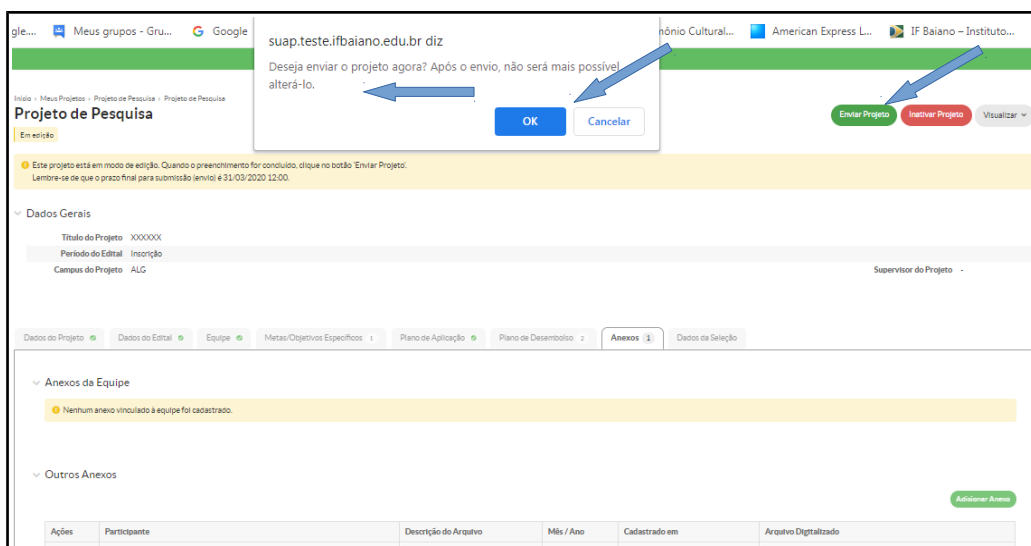 gle.... Meus grupos - Gru... Google
mônio Cultural... American Express L... IF Baiano – Instituto...
suap.teste.ifbaiano.edu.br diz
Deseja enviar o projeto agora? Após o envio, não será mais possível
alterá-lo.
OK Cancelar
Início › Meus Projetos › Projeto de Pesquisa › Projeto de Pesquisa
Projeto de Pesquisa
Enviar Projeto Inativar Projeto Visualizar
Em edição
Este projeto está em modo de edição. Quando o preenchimento for concluído, clique no botão 'Enviar Projeto'.
Lembre-se de que o prazo final para submissão (envio) é 31/03/2020 12:00.
Dados Gerais
Título do Projeto XXXXXX
Período do Edital Inscrição
Campus do Projeto ALG Supervisor do Projeto -
Dados do Projeto Dados do Edital Equipe Metas/Objetivos Específicos 1 Plano de Aplicação Plano de Desembolso 2 Anexos 1 Dados da Seleção
Anexos da Equipe
Nenhum anexo vinculado à equipe foi cadastrado.
Outros Anexos
Adicionar Anexo
Ações Participante Descrição do Arquivo Mês / Ano Cadastrado em Arquivo Digitalizado